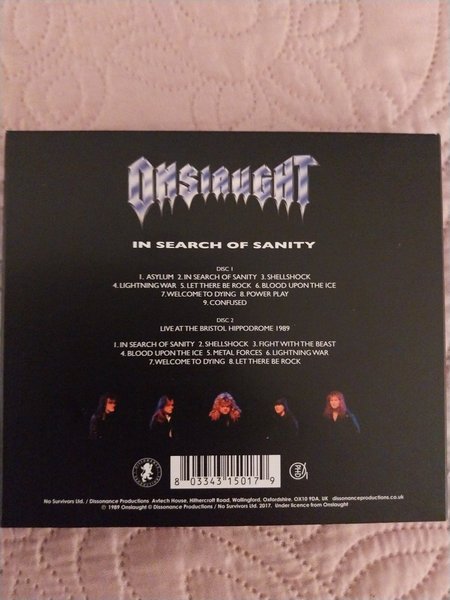 ONSLAUGHT
IN SEARCH OF SANITY
DISC 1
1. ASYLUM 2. IN SEARCH OF SANITY 3. SHELLSHOCK
4. LIGHTNING WAR 5. LET THERE BE ROCK 6. BLOOD UPON THE ICE
7. WELCOME TO DYING 8. POWER PLAY
9. CONFUSED
DISC 2
LIVE AT THE BRISTOL HIPPODROME 1989
1. IN SEARCH OF SANITY 2. SHELLSHOCK 3. FIGHT WITH THE BEAST
4. BLOOD UPON THE ICE 5. METAL FORCES 6. LIGHTNING WAR
7. WELCOME TO DYING 8. LET THERE BE ROCK
8 03343 15017 9
No Survivors Ltd. / Dissonance Productions Avtech House, Hithercroft Road, Wallingford, Oxfordshire. OX10 9DA. UK dissonanceproductions.co.uk
© 1989 Onslaught ℗ Dissonance Productions / No Survivors Ltd. 2017. Under licence from Onslaught